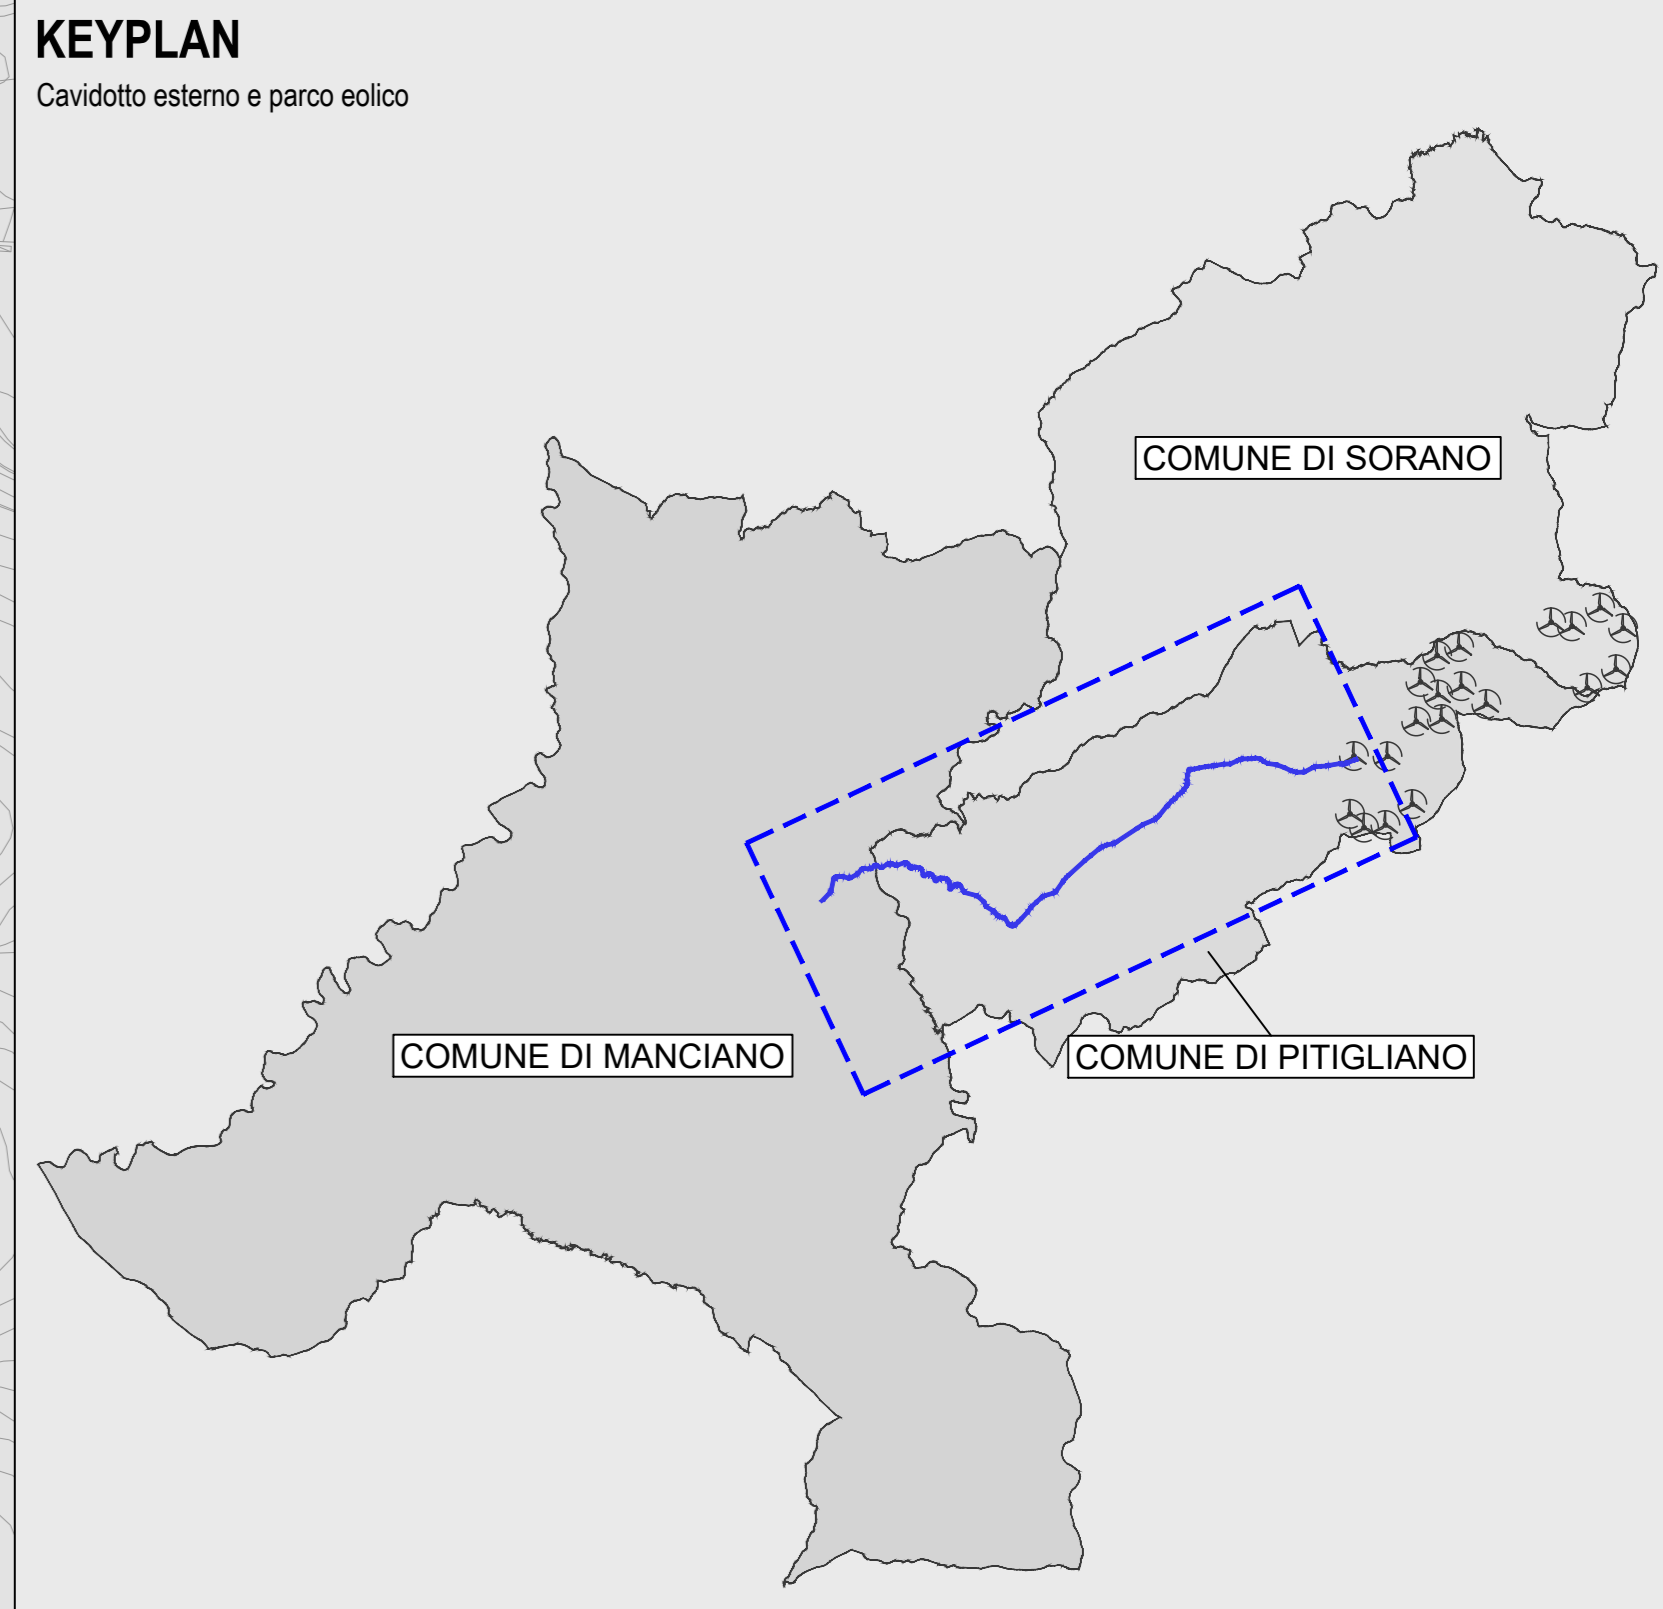 KEYPLAN
Cavidotto esterno e parco eolico
COMUNE DI SORANO
COMUNE DI MANCIANO
COMUNE DI PITIGLIANO